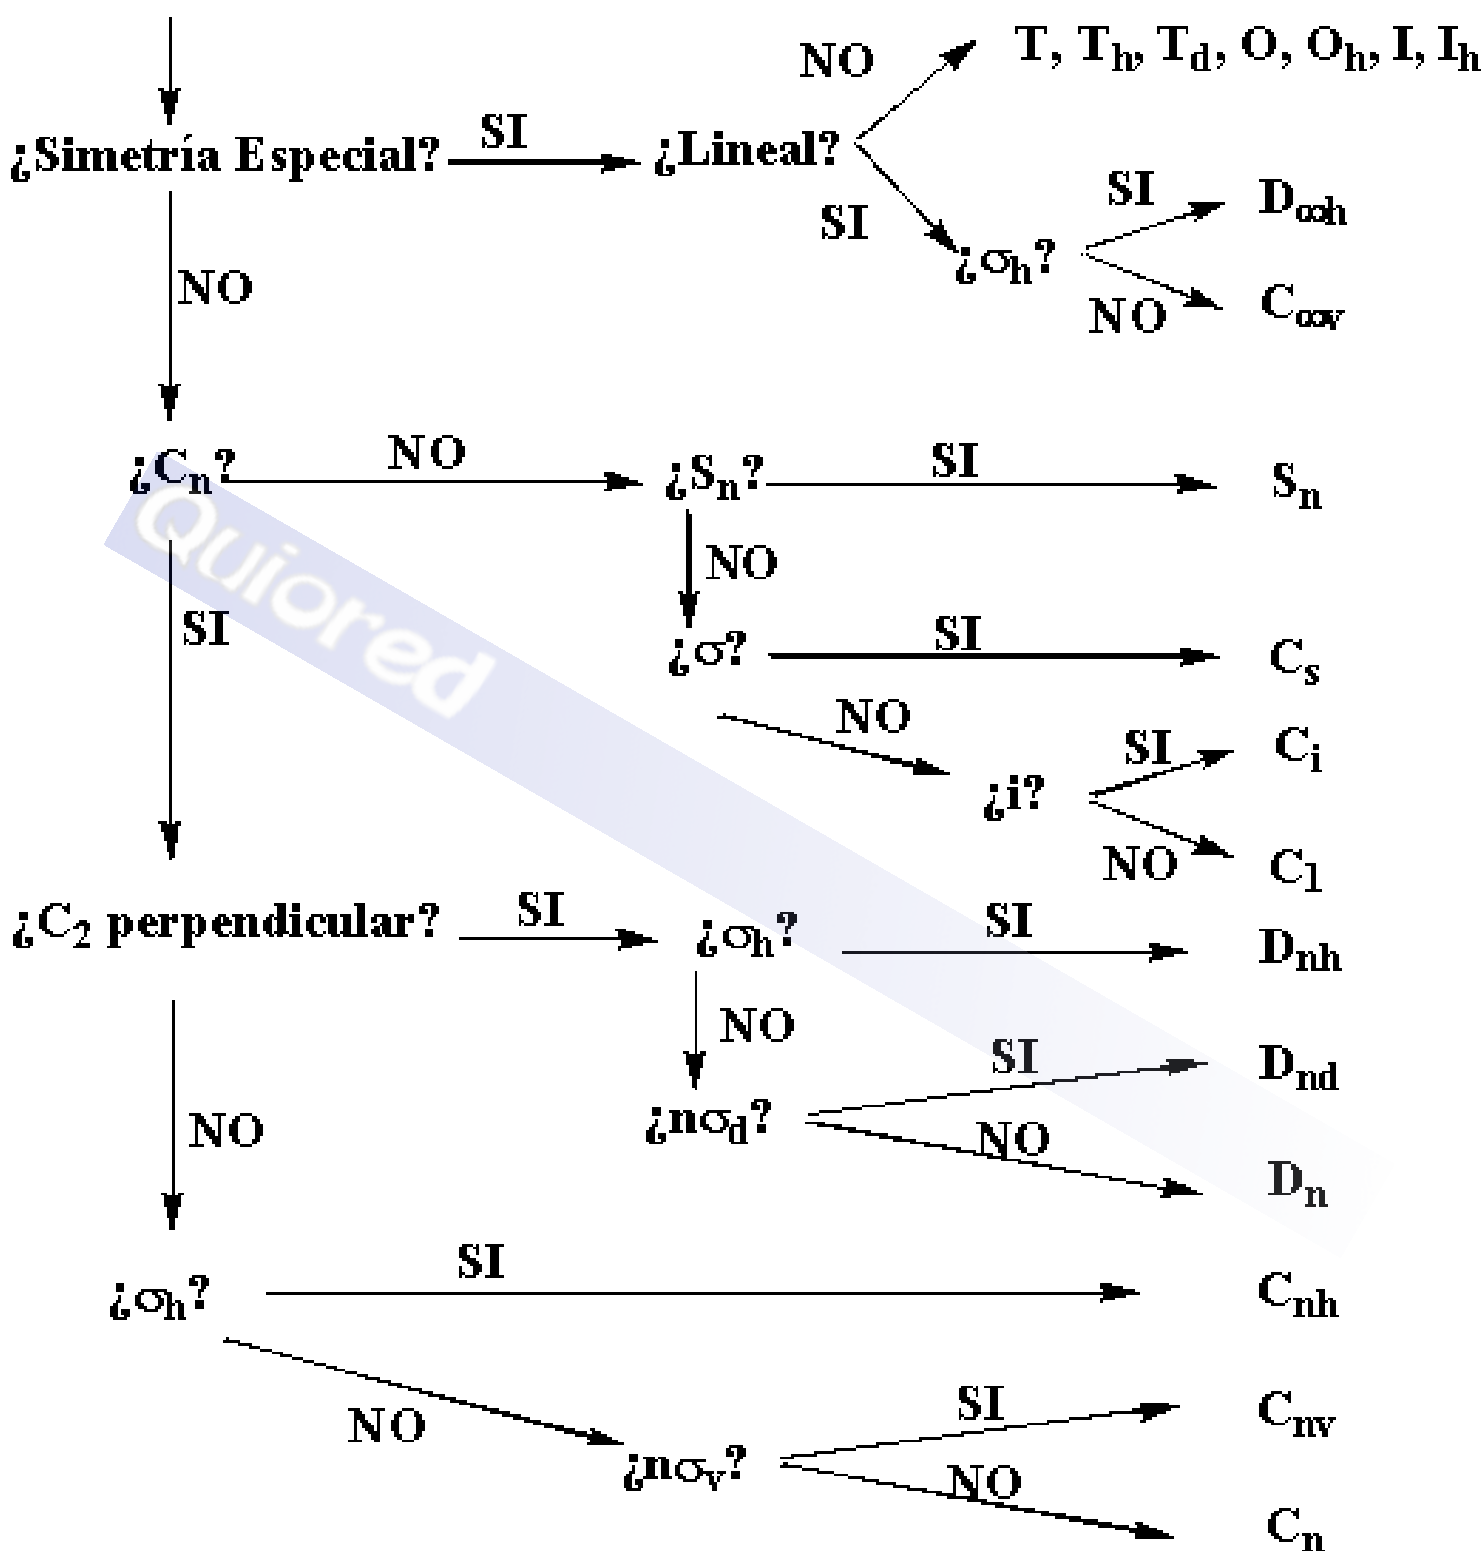 NO T, Th, Td, O, Oh, I, Ih
¿Simetría Especial? SI ¿Lineal?
SI SI D∞h
¿σh?
NO NO C∞v
¿Cn? NO ¿Sn? SI Sn
Quiored
NO
SI ¿σ? SI Cs
NO SI Ci
¿i?
NO C1
¿C2 perpendicular? SI ¿σh? SI Dnh
NO SI Dnd
¿nσd?
NO NO Dn
¿σh? SI Cnh
NO SI Cnv
¿nσv?
NO Cn